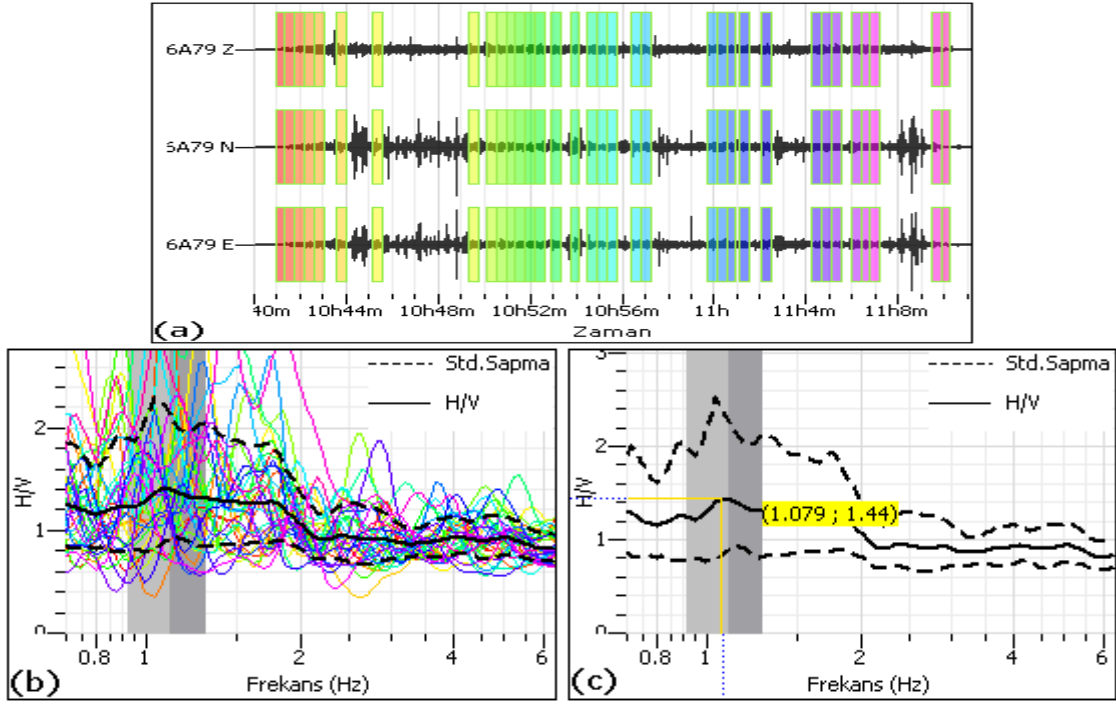 6A79 Z
5A79 N
6A79 E
40m 10h44m 10h48m 10h52m 10h56m 11h 11h4m 11h8m
Zaman
(a)
Std.Sapma
H/V
2
1
0
H/V
0.8 1 2 4 6
Frekans (Hz)
(b)
3
Std.Sapma
H/V
2
1
0
H/V
(1.079 ; 1.44)
0.8 1 2 4 6
Frekans (Hz)
(c)